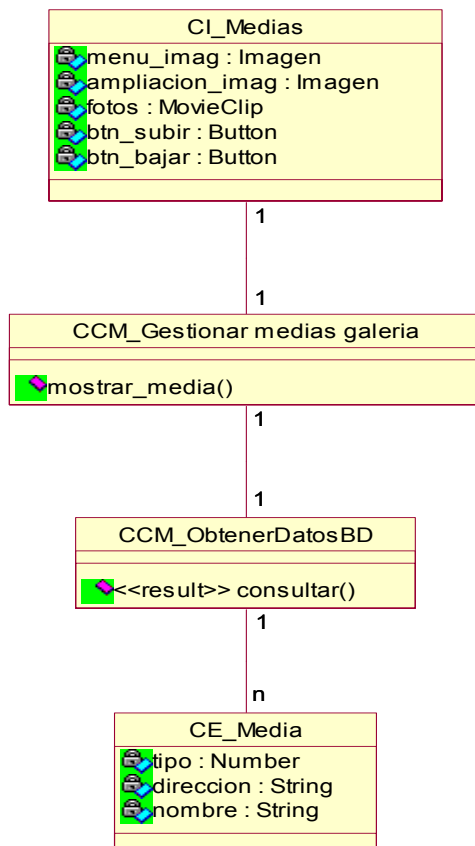 CI_Medias
menu_imag : Imagen
ampliacion_imag : Imagen
fotos : MovieClip
btn_subir : Button
btn_bajar : Button
1
1
CCM_Gestionar medias galeria
mostrar_media()
1
1
CCM_ObtenerDatosBD
<<result>> consultar()
1
n
CE_Media
tipo : Number
direccion : String
nombre : String